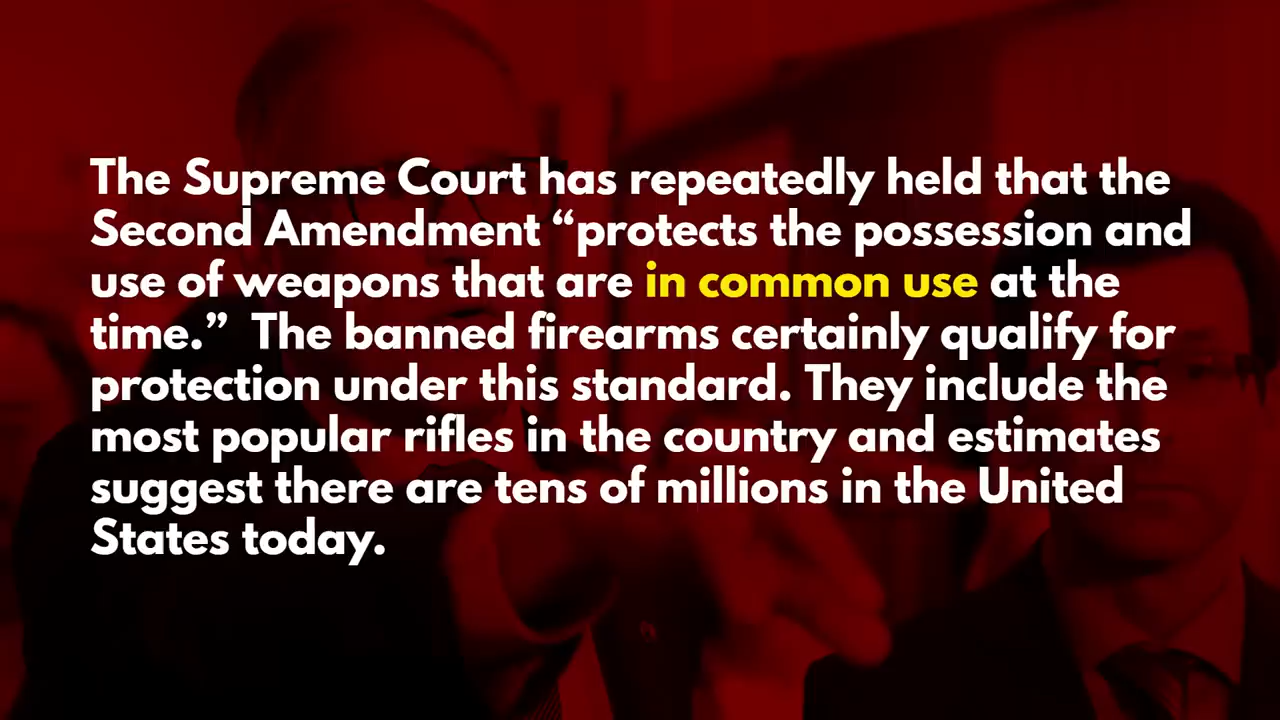 The Supreme Court has repeatedly held that the
Second Amendment “protects the possession and
use of weapons that are in common use at the
time.”  The banned firearms certainly qualify for
protection under this standard. They include the
most popular rifles in the country and estimates
suggest there are tens of millions in the United
States today.